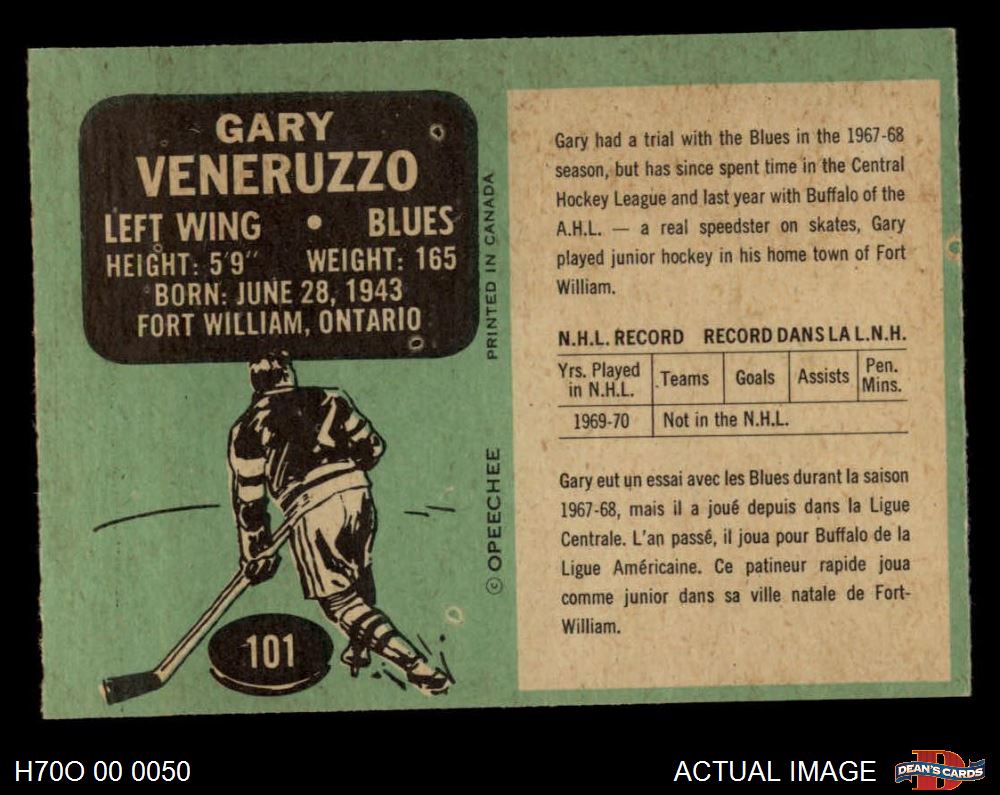 GARY
VENERUZZO
LEFT WING • BLUES
HEIGHT: 5'9" WEIGHT: 165
BORN: JUNE 28, 1943
FORT WILLIAM, ONTARIO
PRINTED IN CANADA
© OPEECHEE
101
Gary had a trial with the Blues in the 1967-68
season, but has since spent time in the Central
Hockey League and last year with Buffalo of the
A.H.L. — a real speedster on skates, Gary
played junior hockey in his home town of Fort
William.
N.H.L. RECORD RECORD DANS LA L.N.H.
Yrs. Played in N.H.L. Teams Goals Assists Pen. Mins.
1969-70 Not in the N.H.L.
Gary eut un essai avec les Blues durant la saison
1967-68, mais il a joué depuis dans la Ligue
Centrale. L'an passé, il joua pour Buffalo de la
Ligue Américaine. Ce patineur rapide joua
comme junior dans sa ville natale de Fort-
William.
H70O 00 0050
ACTUAL IMAGE
D
DEAN'S CARDS